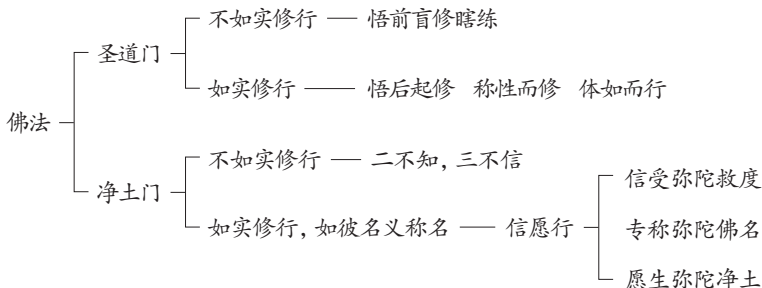 不如实修行 —— 悟前盲修瞎练
圣道门
如实修行 —— 悟后起修 称性而修 体如而行
佛法
不如实修行 —— 二不知，三不信
净土门
信受弥陀救度
如实修行，如彼名义称名 —— 信愿行
专称弥陀佛名
愿生弥陀净土